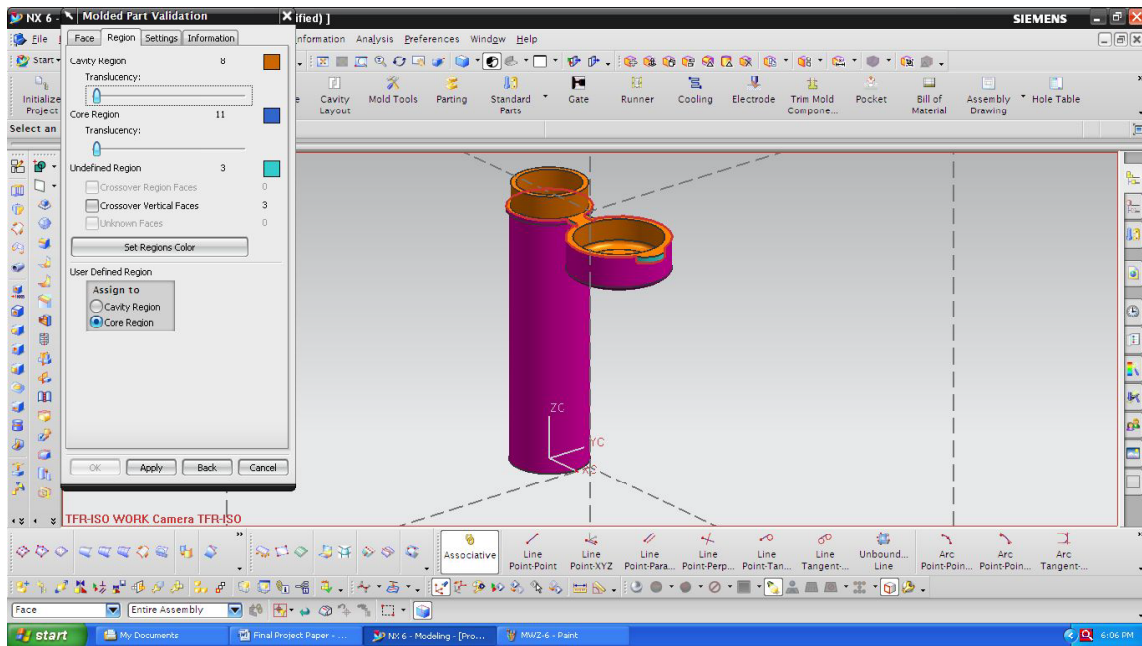 NX 6 -
Molded Part Validation
ified) ]
SIEMENS
File
nformation Analysis Preferences Window Help
Face Region Settings Information
Start
Cavity Region 8
Translucency:
Core Region 11
Translucency:
Undefined Region 3
Crossover Region Faces 0
Crossover Vertical Faces 3
Unknown Faces 0
Set Regions Color
User Defined Region
Assign to
Cavity Region
Core Region
OK Apply Back Cancel
Initialize Project
e
Cavity Layout
Mold Tools
Parting
Standard Parts
Gate
Runner
Cooling
Electrode
Trim Mold Compone...
Pocket
Bill of Material
Assembly Drawing
Hole Table
Select an
ZC
YC
TFR-ISO WORK Camera TFR-ISO
Associative
Line Point-Point
Line Point-XYZ
Line Point-Para...
Line Point-Perp...
Line Point-Tan...
Line Tangent-...
Unbound... Line
Arc Point-Poin...
Arc Point-Poin...
Arc Tangent-...
Face
Entire Assembly
start
My Documents
Final Project Paper - ...
NX 6 - Modeling - [Pro...
MWZ-6 - Paint
6:06 PM